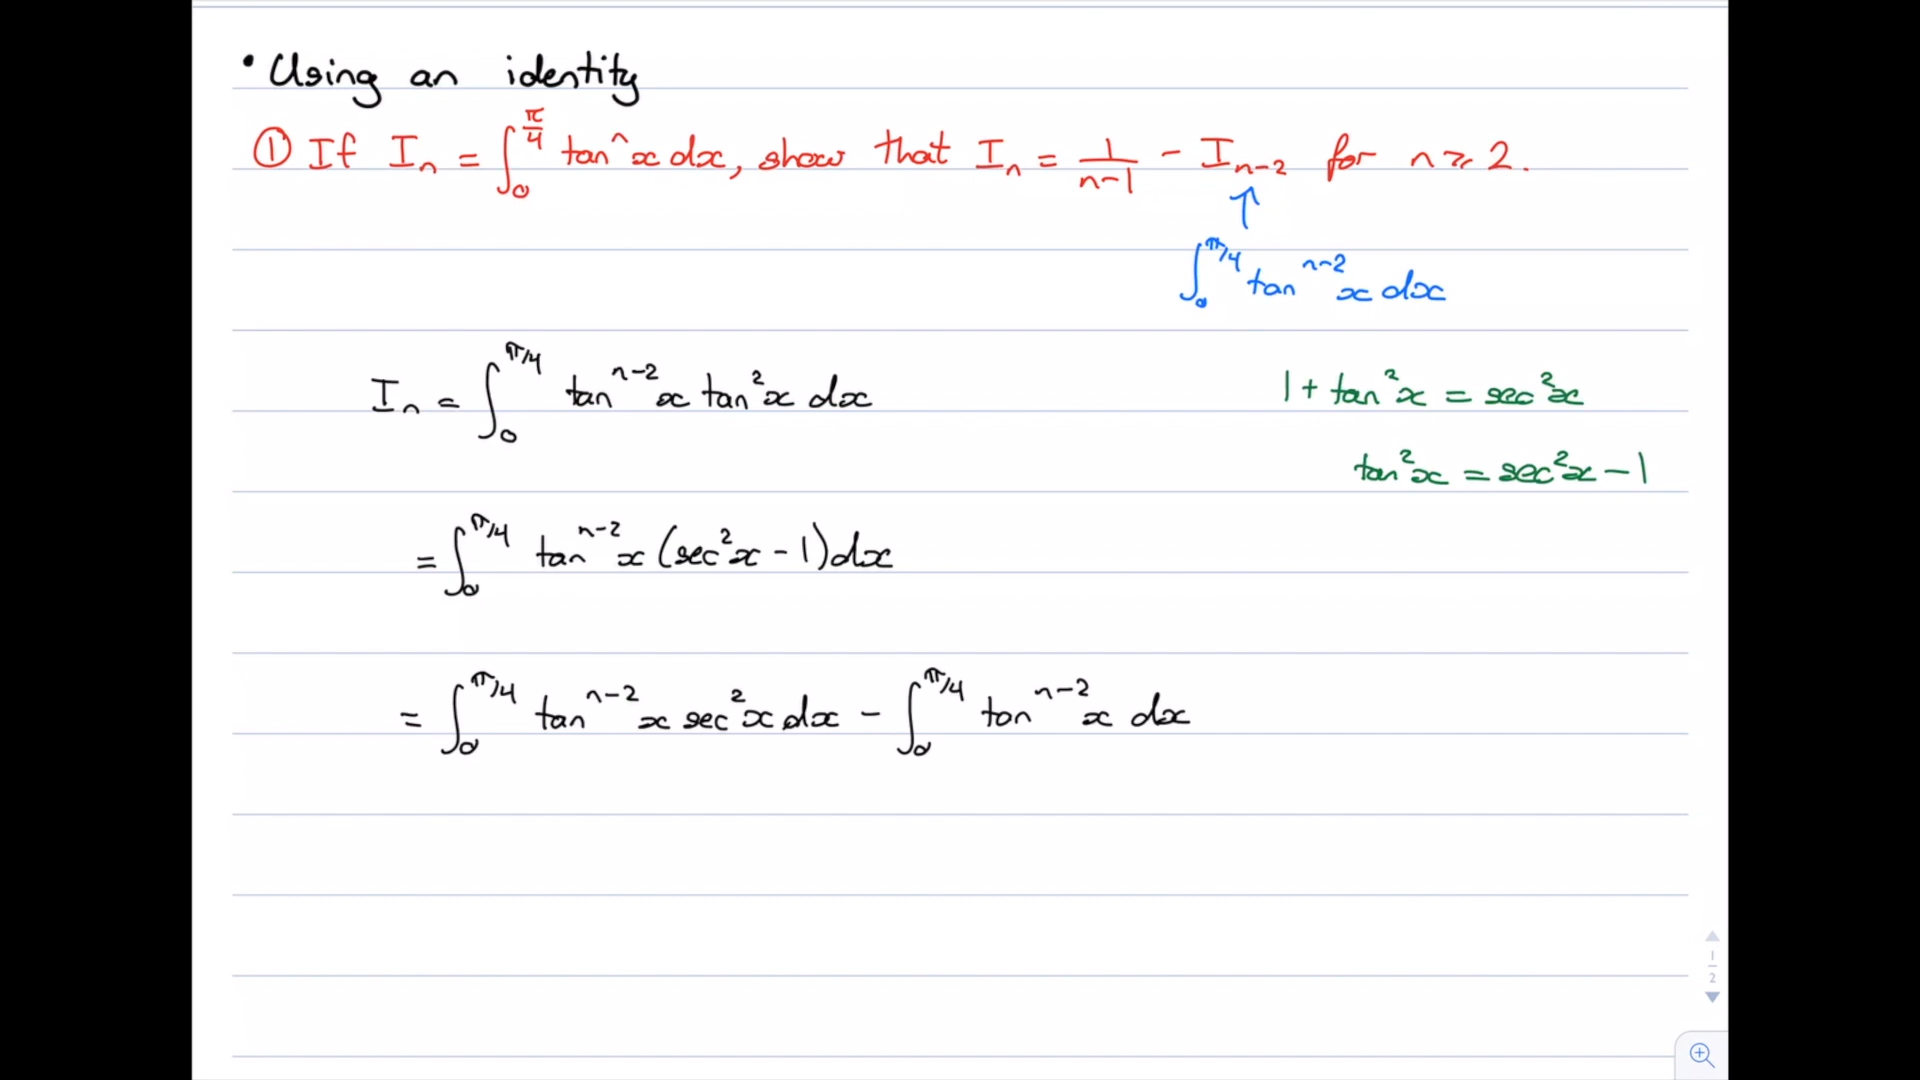 • Using an identity
① If Iₙ = ∫₀^(π/4) tanⁿx dx, show that Iₙ = 1/(n-1) - Iₙ₋₂ for n ⩾ 2.
↑
∫₀^(π/4) tanⁿ⁻²x dx
Iₙ = ∫₀^(π/4) tanⁿ⁻²x tan²x dx
1 + tan²x = sec²x
tan²x = sec²x - 1
= ∫₀^(π/4) tanⁿ⁻²x (sec²x - 1)dx
= ∫₀^(π/4) tanⁿ⁻²x sec²x dx - ∫₀^(π/4) tanⁿ⁻²x dx
1
2